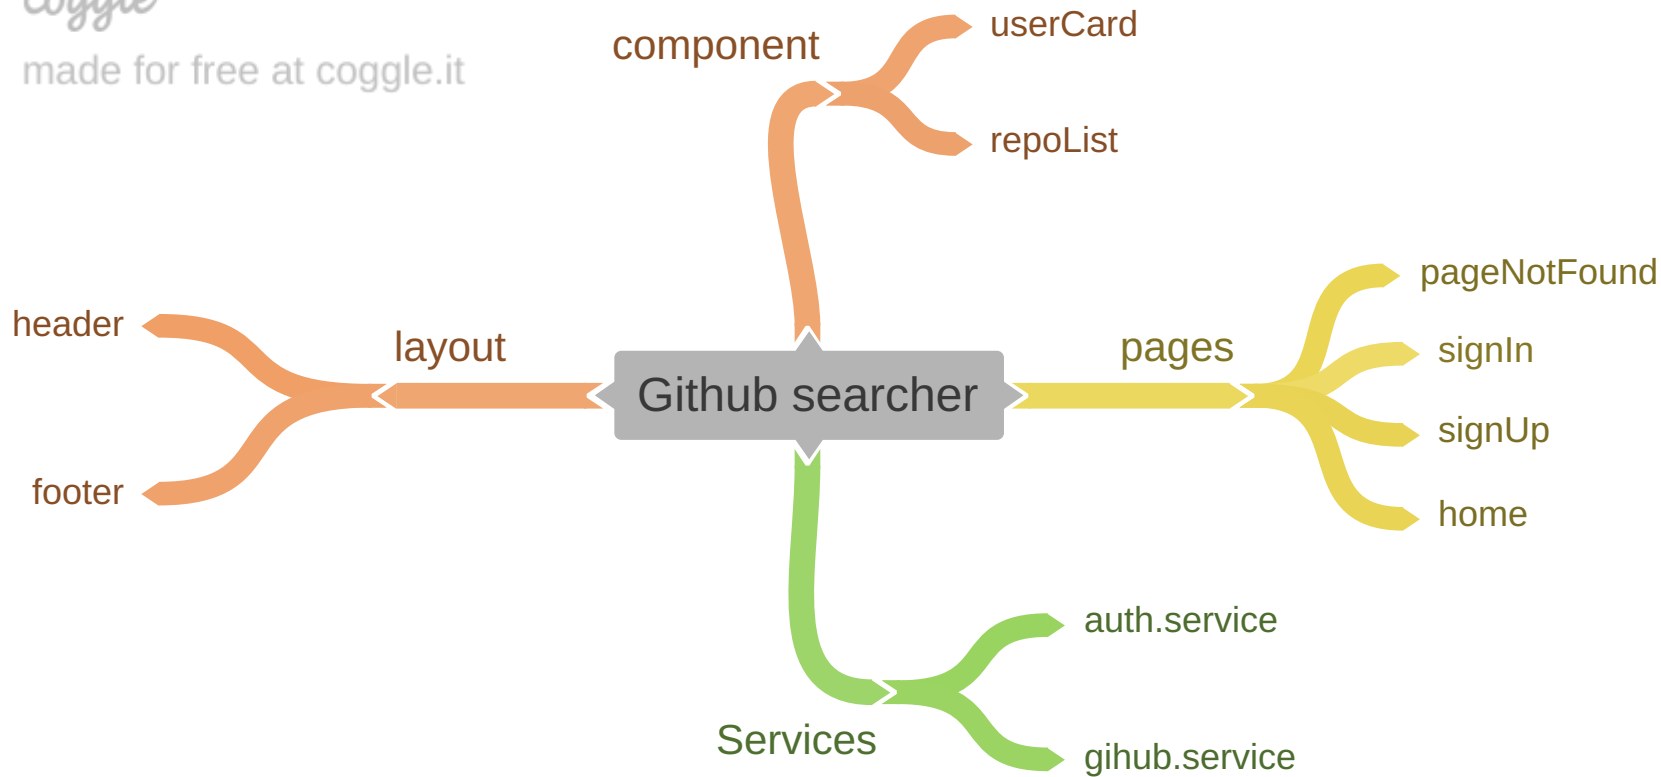 coggle
made for free at coggle.it
component
userCard
repoList
header
layout
footer
Github searcher
pages
pageNotFound
signIn
signUp
home
Services
auth.service
gihub.service